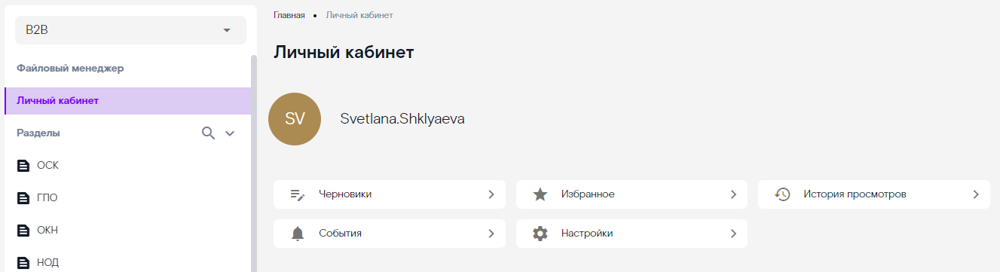 B2B
Файловый менеджер
Личный кабинет
Разделы
ОСК
ГПО
ОКН
НОД
Главная • Личный кабинет
Личный кабинет
SV
Svetlana.Shklyaeva
Черновики
Избранное
История просмотров
События
Настройки